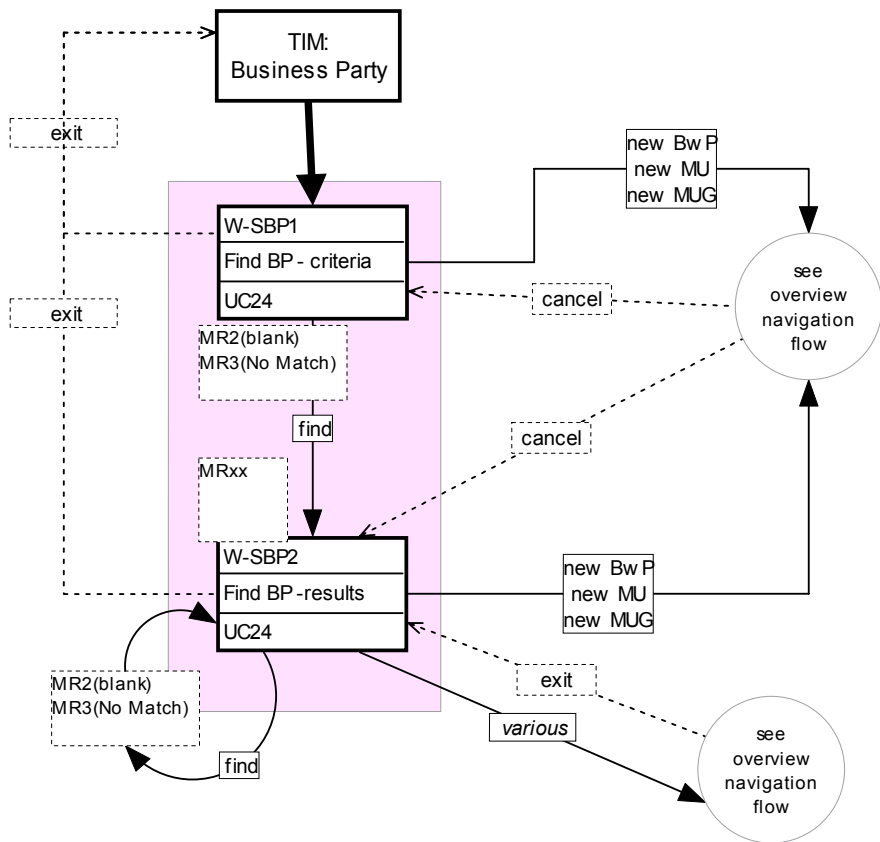 TIM:
Business Party
exit
new BwP
new MU
new MUG
W-SBP1
Find BP - criteria
UC24
see
overview
navigation
flow
cancel
exit
MR2(blank)
MR3(No Match)
find
cancel
MRxx
W-SBP2
Find BP -results
UC24
new BwP
new MU
new MUG
MR2(blank)
MR3(No Match)
exit
various
find
see
overview
navigation
flow